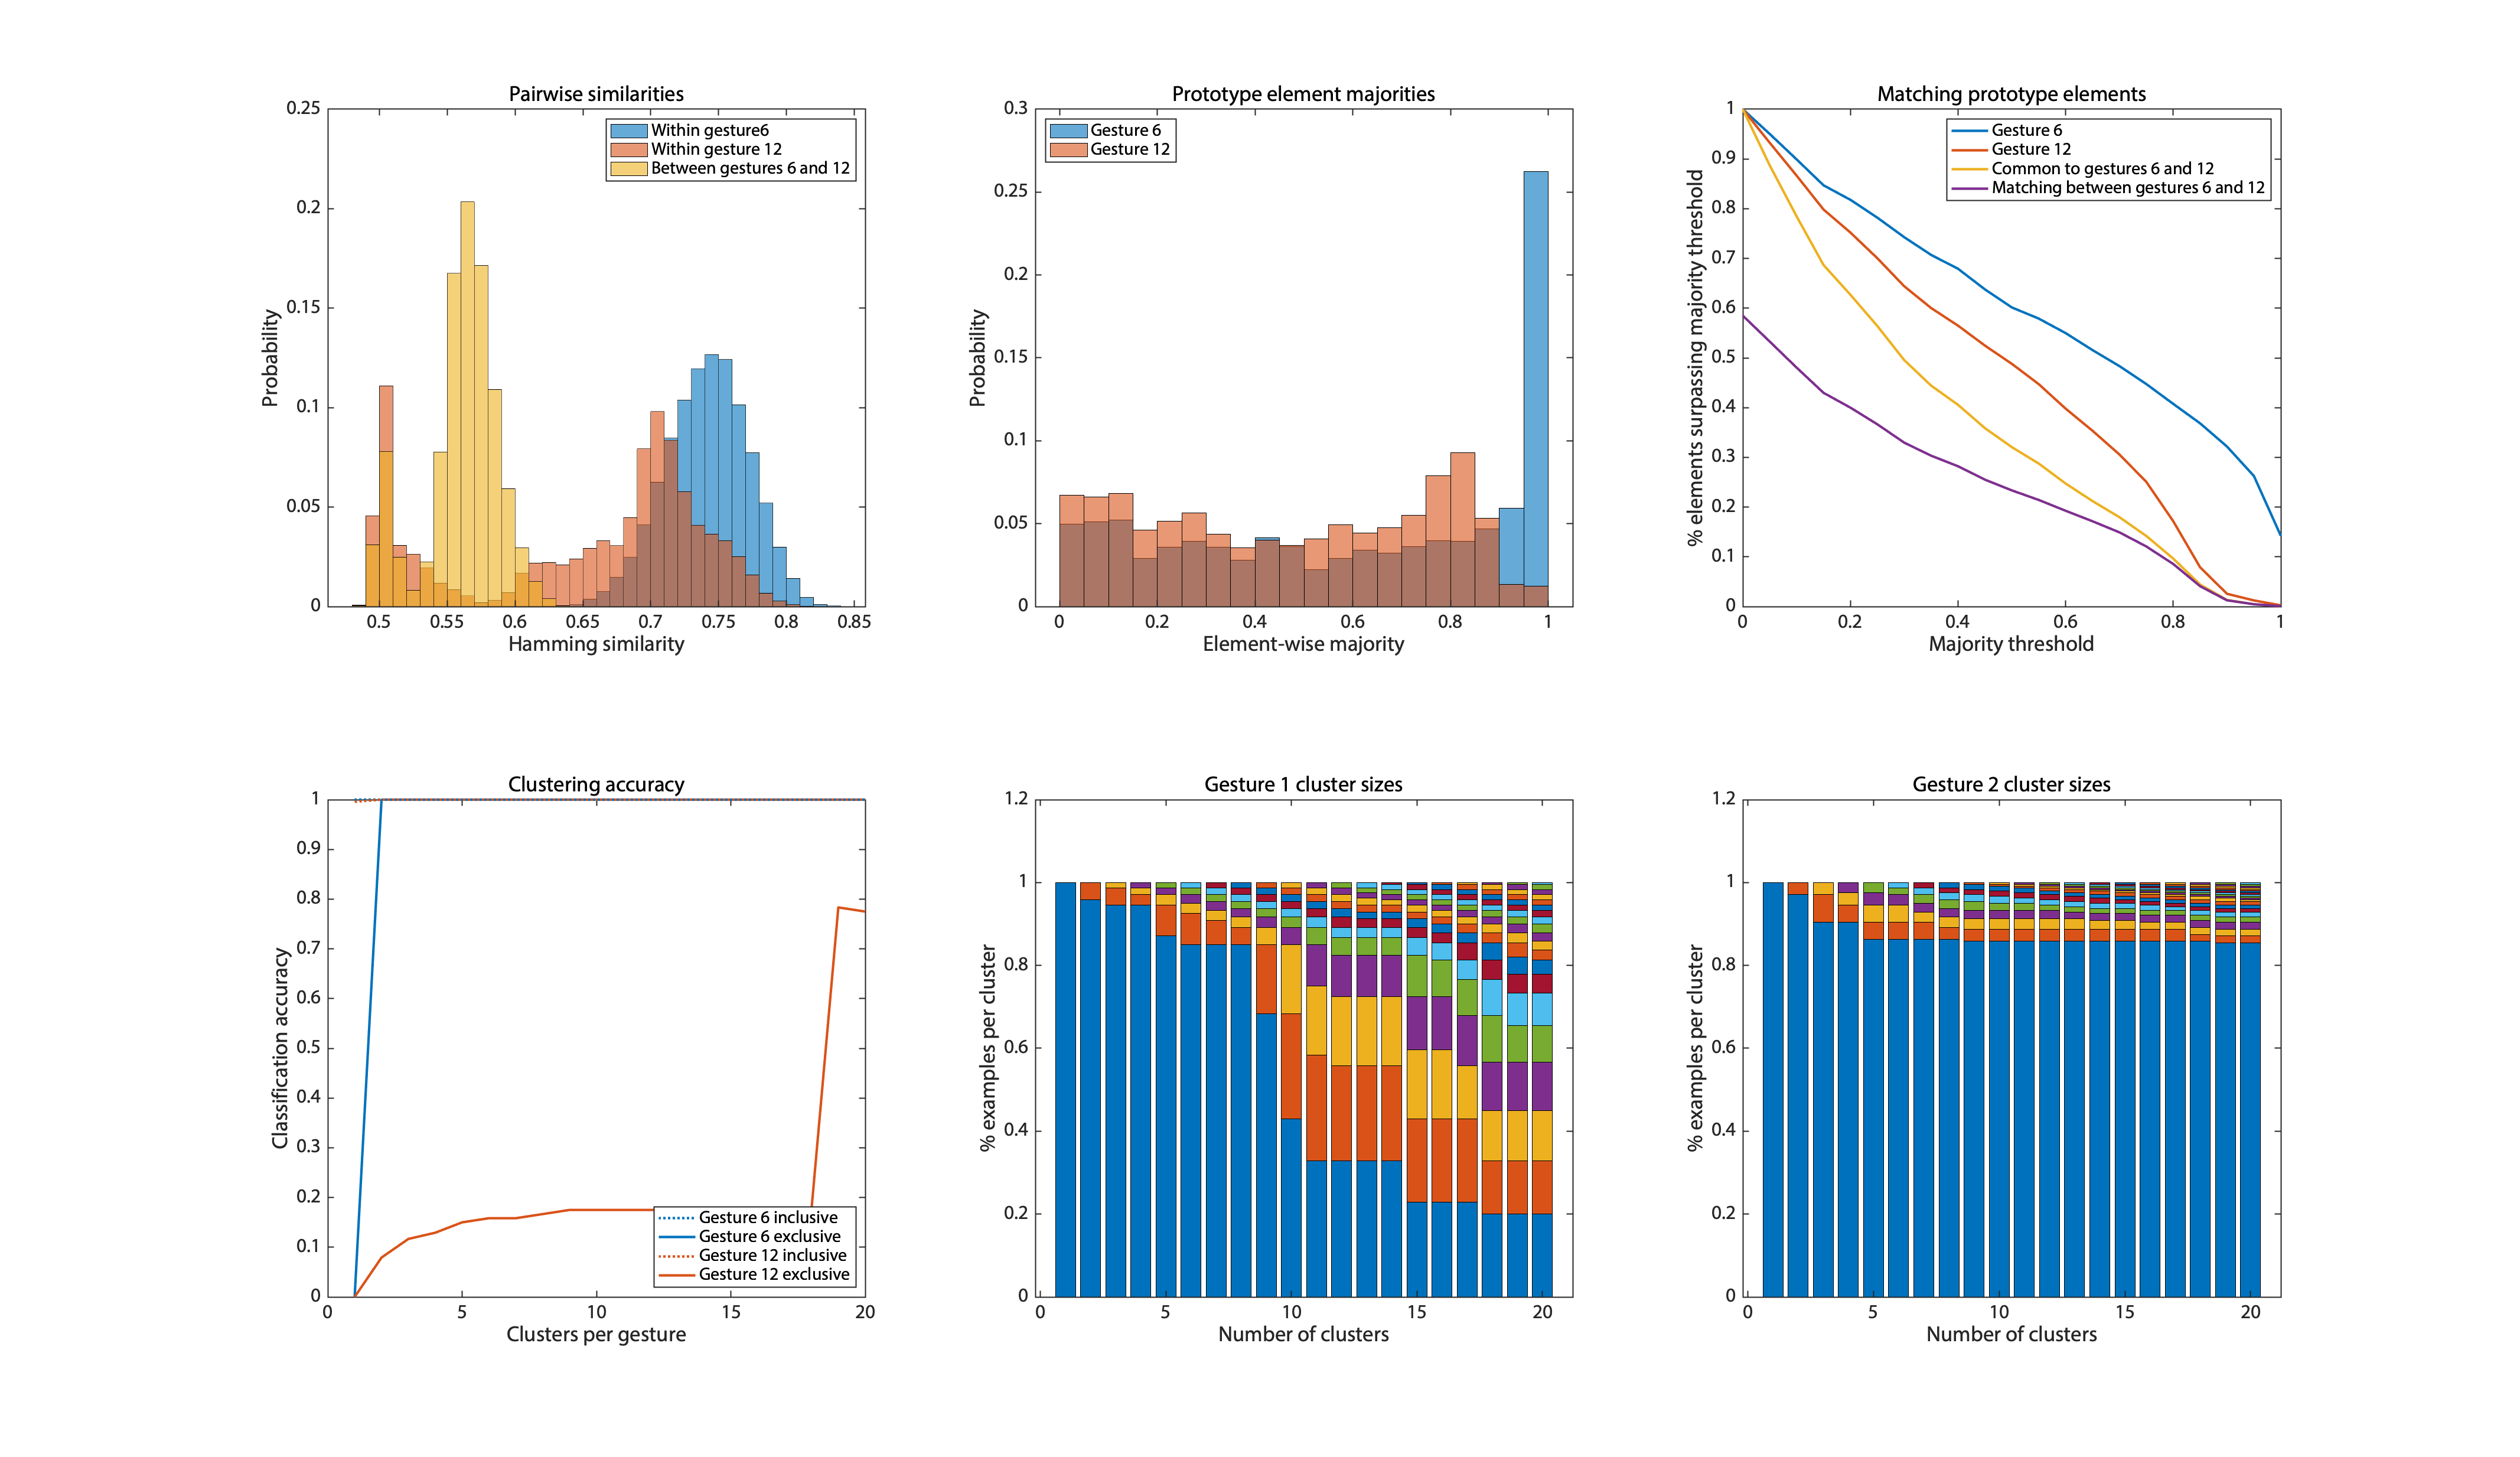 Pairwise similarities
0.25
0.2
0.15
0.1
0.05
0
Probability
Within gesture6
Within gesture 12
Between gestures 6 and 12
0.5 0.55 0.6 0.65 0.7 0.75 0.8 0.85
Hamming similarity
Prototype element majorities
0.3
0.25
0.2
0.15
0.1
0.05
0
Probability
Gesture 6
Gesture 12
0 0.2 0.4 0.6 0.8 1
Element-wise majority
Matching prototype elements
1
0.9
0.8
0.7
0.6
0.5
0.4
0.3
0.2
0.1
0
% elements surpassing majority threshold
Gesture 6
Gesture 12
Common to gestures 6 and 12
Matching between gestures 6 and 12
0 0.2 0.4 0.6 0.8 1
Majority threshold
Clustering accuracy
1
0.9
0.8
0.7
0.6
0.5
0.4
0.3
0.2
0.1
0
Classification accuracy
Gesture 6 inclusive
Gesture 6 exclusive
Gesture 12 inclusive
Gesture 12 exclusive
0 5 10 15 20
Clusters per gesture
Gesture 1 cluster sizes
1.2
1
0.8
0.6
0.4
0.2
0
% examples per cluster
0 5 10 15 20
Number of clusters
Gesture 2 cluster sizes
1.2
1
0.8
0.6
0.4
0.2
0
% examples per cluster
0 5 10 15 20
Number of clusters